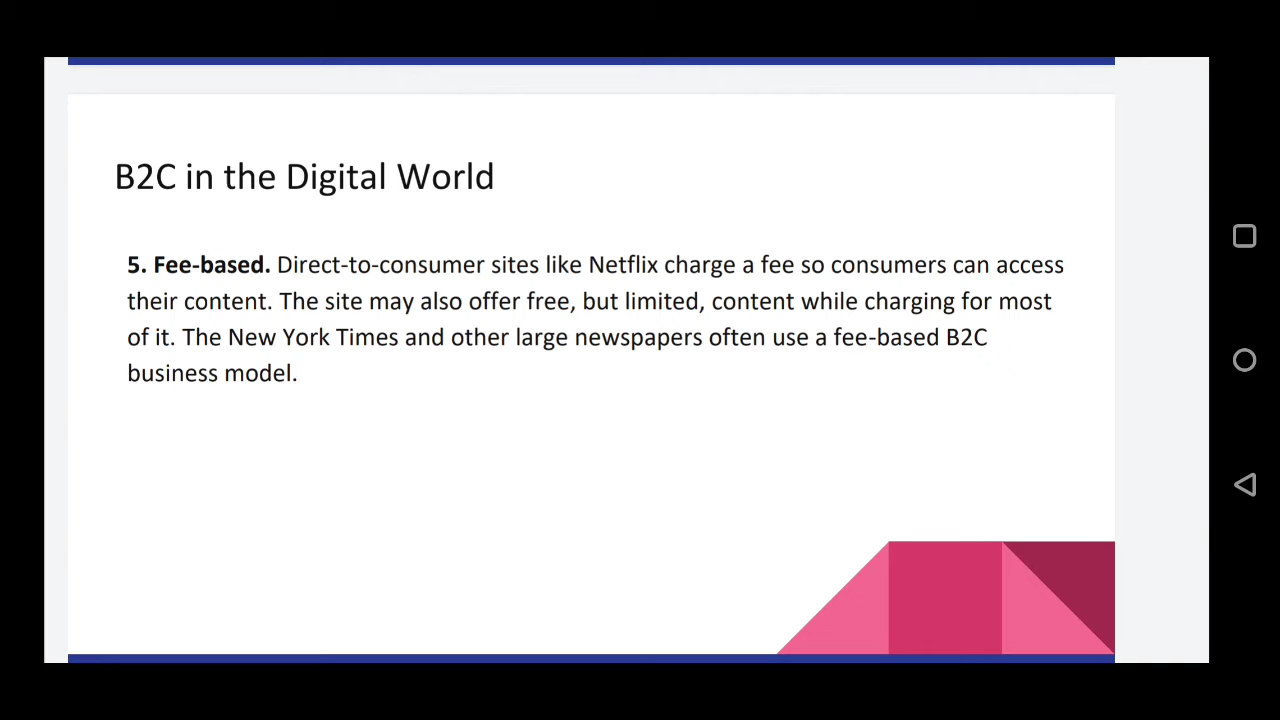 B2C in the Digital World
5. Fee-based. Direct-to-consumer sites like Netflix charge a fee so consumers can access
their content. The site may also offer free, but limited, content while charging for most
of it. The New York Times and other large newspapers often use a fee-based B2C
business model.